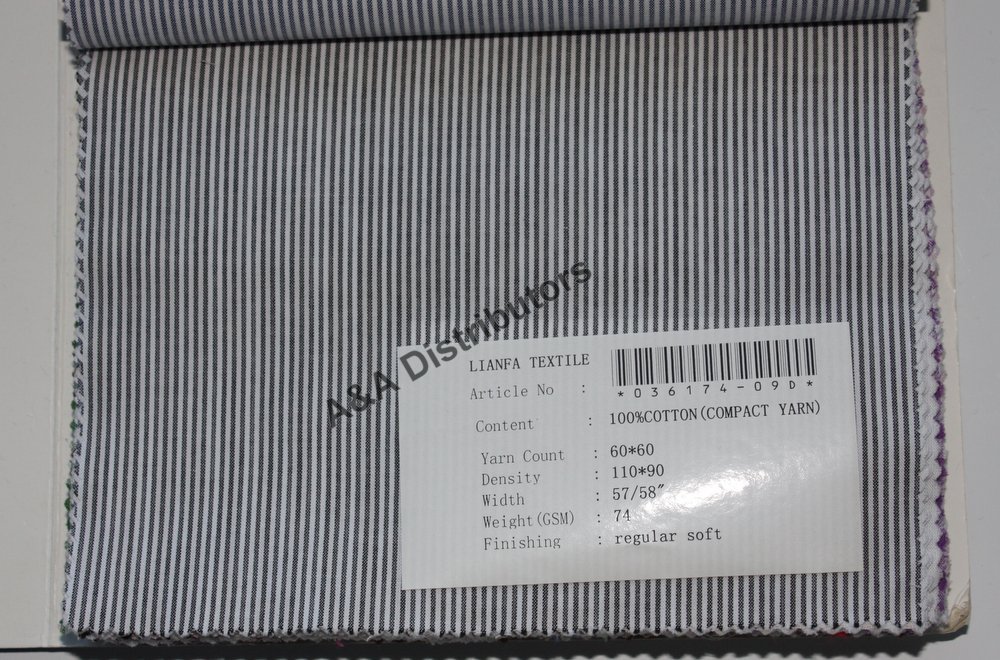 A&A Distributors
LIANFA TEXTILE
Article No :
*036174-09D*
Content : 100%COTTON(COMPACT YARN)
Yarn Count : 60*60
Density : 110*90
Width : 57/58″
Weight(GSM) : 74
Finishing : regular soft